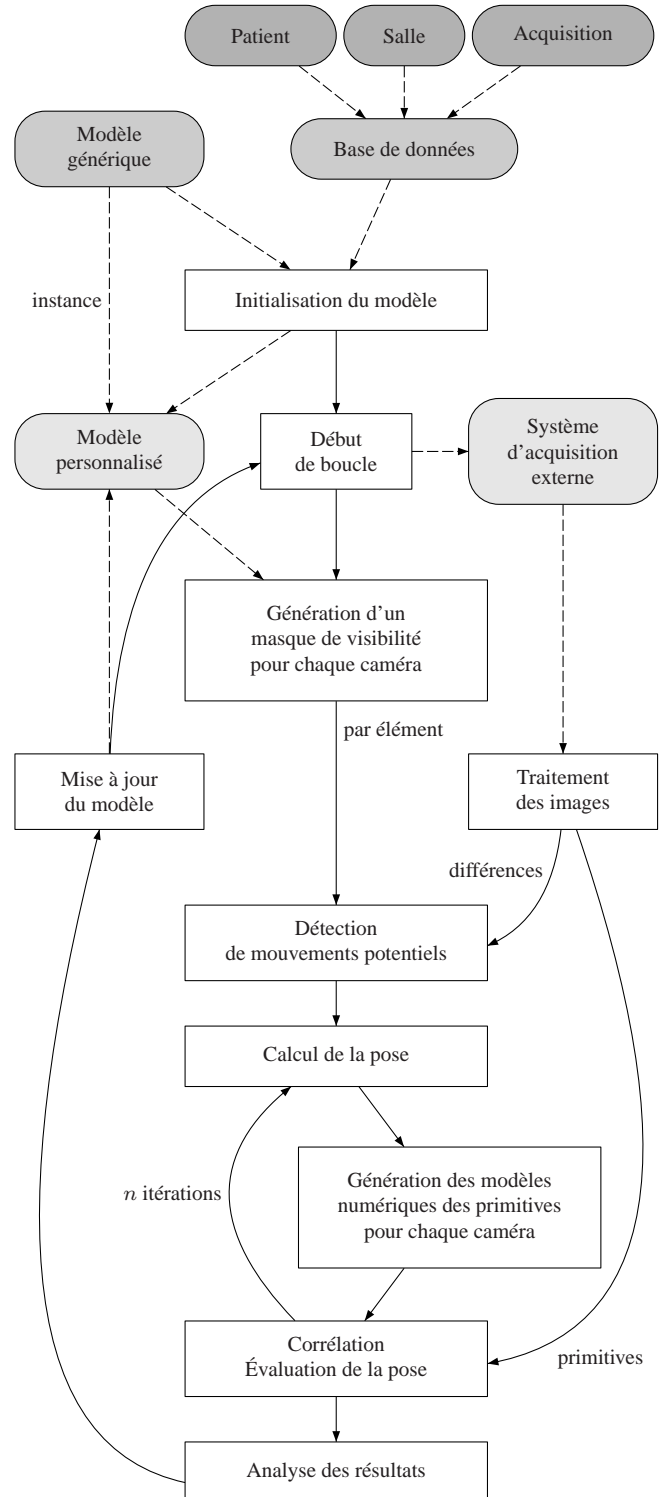 Patient
Salle
Acquisition
Modèle
générique
Base de données
instance
Initialisation du modèle
Modèle
personnalisé
Début
de boucle
Système
d'acquisition
externe
Génération d'un
masque de visibilité
pour chaque caméra
par élément
Mise à jour
du modèle
Traitement
des images
différences
Détection
de mouvements potentiels
Calcul de la pose
n itérations
Génération des modèles
numériques des primitives
pour chaque caméra
Corrélation
Évaluation de la pose
primitives
Analyse des résultats